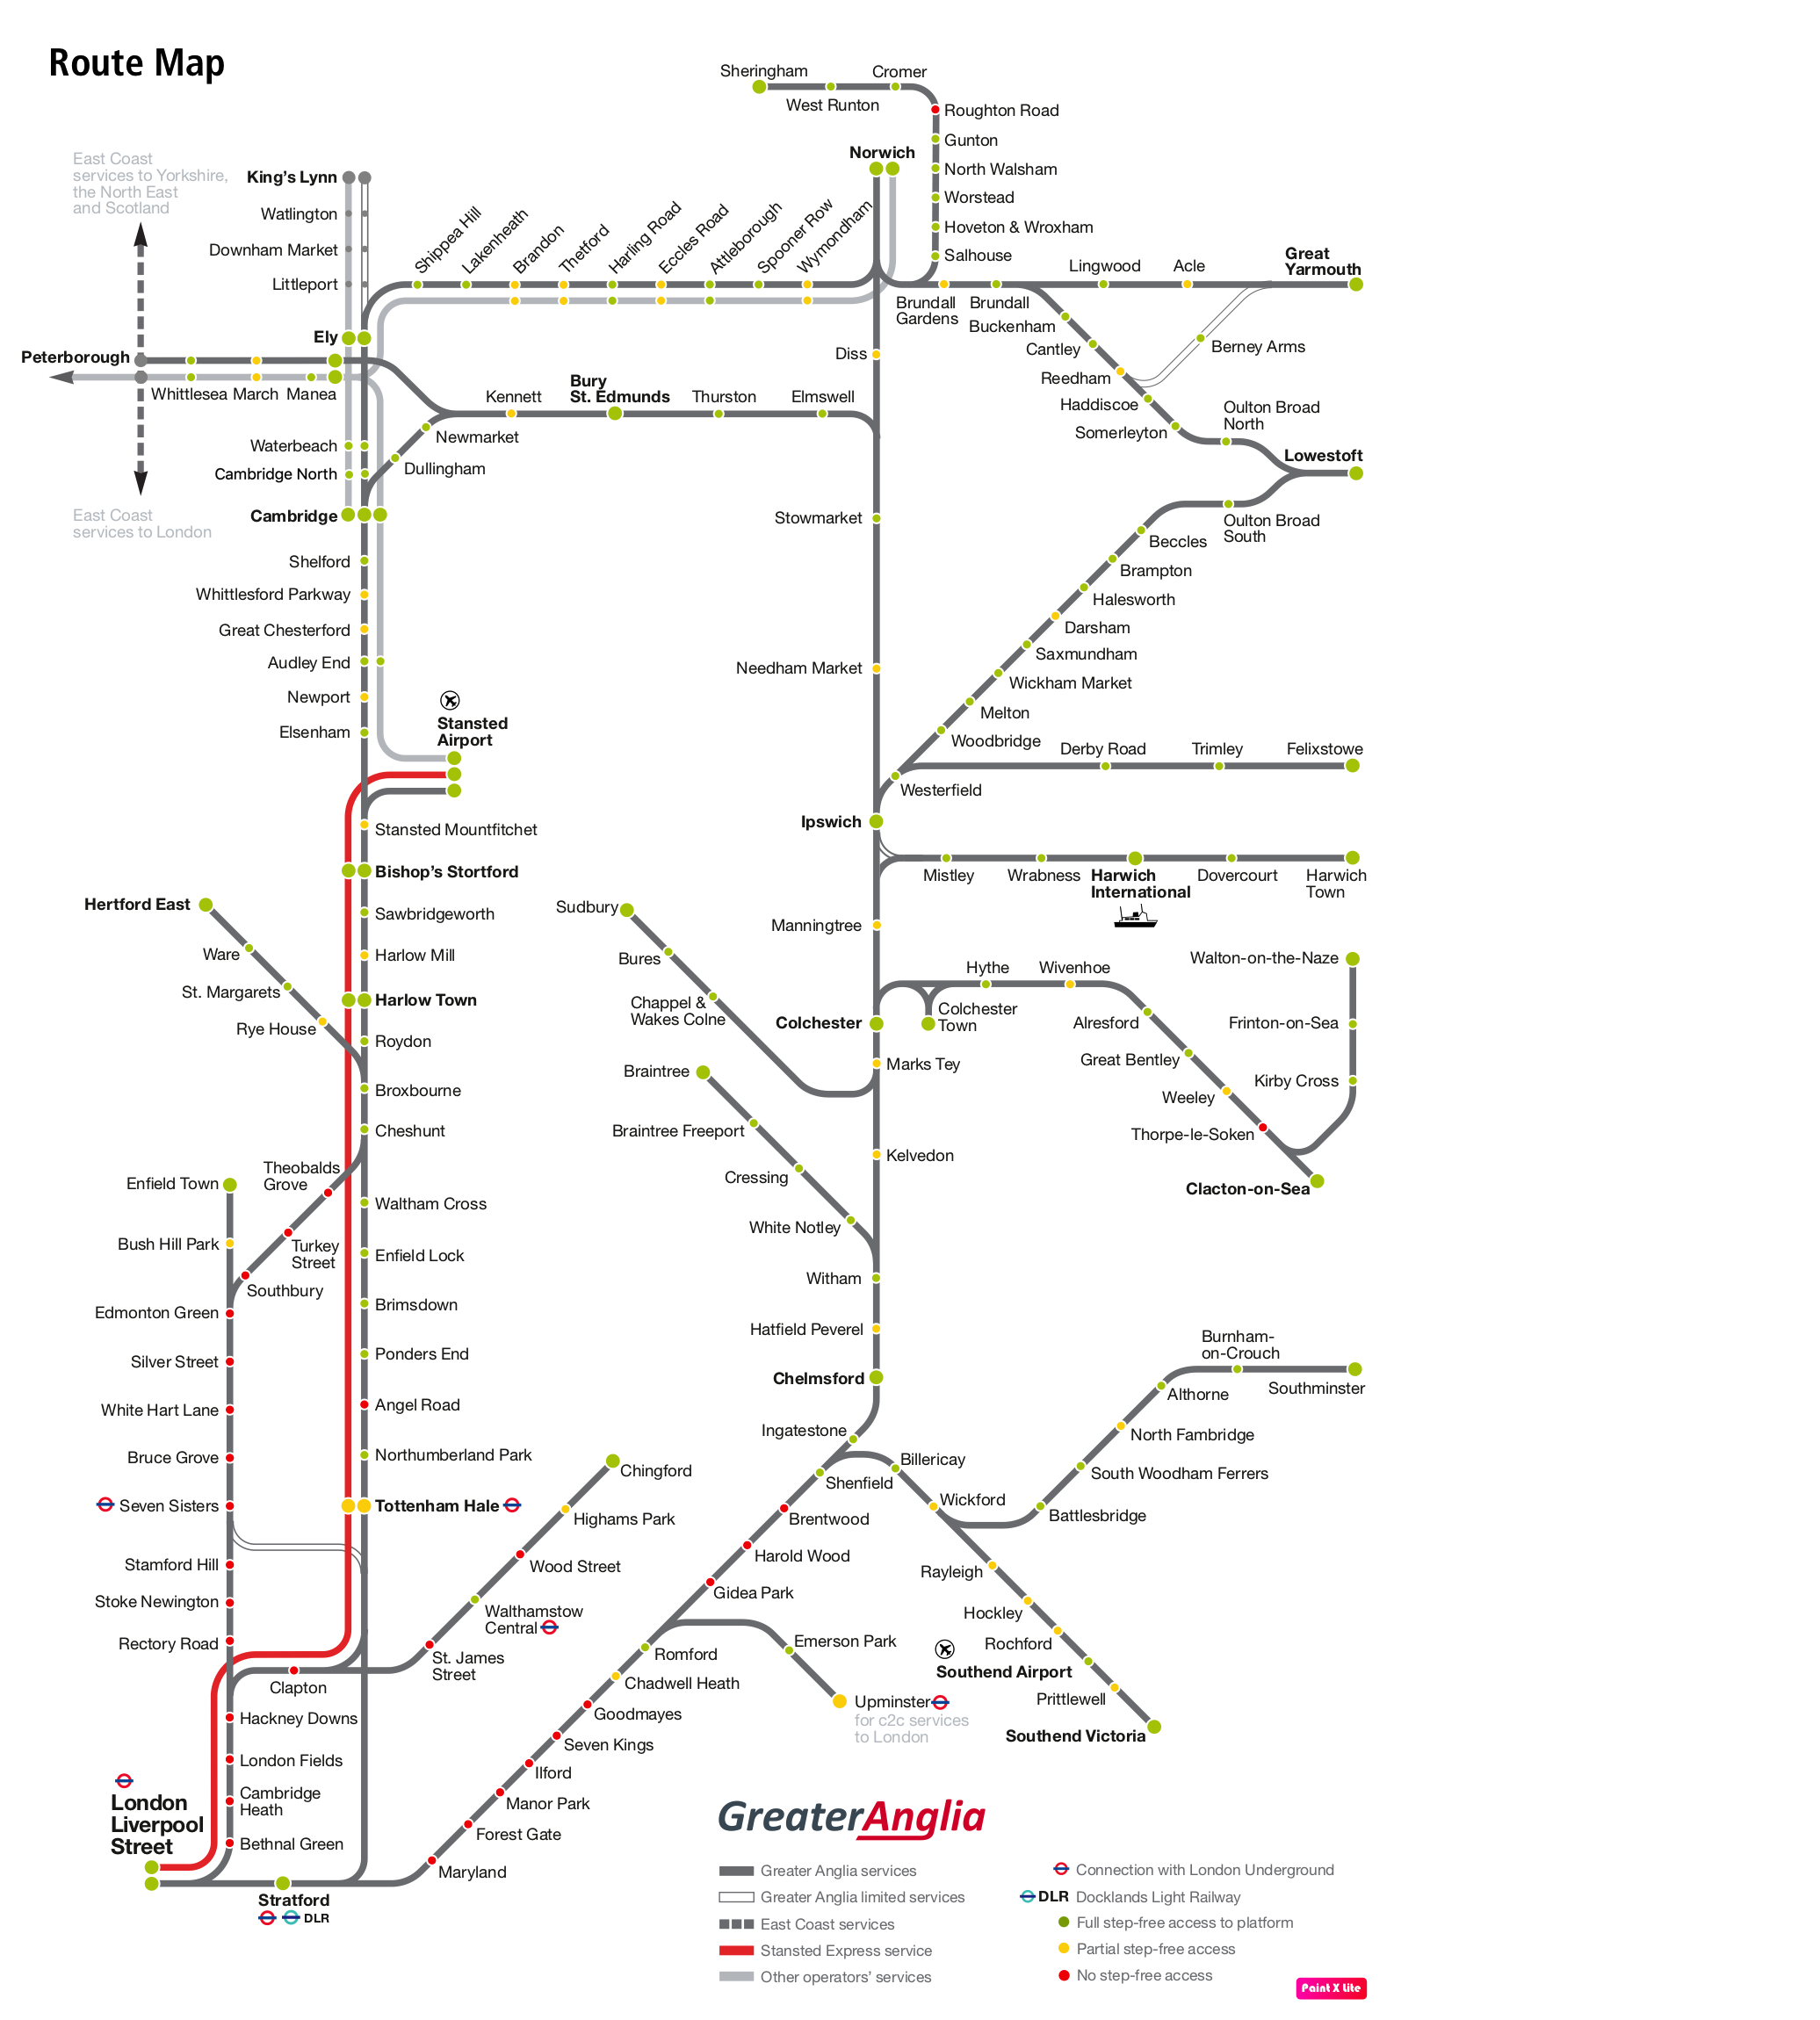 Route Map
Sheringham
Cromer
West Runton
Roughton Road
Gunton
North Walsham
Worstead
Hoveton & Wroxham
Salhouse
Norwich
East Coast
services to Yorkshire,
the North East
and Scotland
King's Lynn
Watlington
Downham Market
Littleport
Ely
Shippea Hill
Lakenheath
Brandon
Thetford
Harling Road
Eccles Road
Attleborough
Spooner Row
Wymondham
Brundall
Gardens
Brundall
Lingwood
Acle
Great
Yarmouth
Buckenham
Cantley
Reedham
Berney Arms
Haddiscoe
Somerleyton
Oulton Broad
North
Lowestoft
Oulton Broad
South
Beccles
Brampton
Halesworth
Darsham
Saxmundham
Wickham Market
Melton
Woodbridge
Westerfield
Derby Road
Trimley
Felixstowe
Peterborough
Whittlesea
March
Manea
East Coast
services to London
Waterbeach
Cambridge North
Cambridge
Newmarket
Dullingham
Kennett
Bury
St. Edmunds
Thurston
Elmswell
Diss
Stowmarket
Needham Market
Ipswich
Shelford
Whittlesford Parkway
Great Chesterford
Audley End
Newport
Elsenham
Stansted
Airport
Stansted Mountfitchet
Bishop's Stortford
Sawbridgeworth
Harlow Mill
Harlow Town
Roydon
Broxbourne
Cheshunt
Hertford East
Ware
St. Margarets
Rye House
Mistley
Wrabness
Harwich
International
Dovercourt
Harwich
Town
Manningtree
Sudbury
Bures
Chappel &
Wakes Colne
Colchester
Hythe
Wivenhoe
Colchester
Town
Alresford
Great Bentley
Weeley
Thorpe-le-Soken
Clacton-on-Sea
Walton-on-the-Naze
Frinton-on-Sea
Kirby Cross
Marks Tey
Braintree
Braintree Freeport
Cressing
White Notley
Kelvedon
Witham
Hatfield Peverel
Chelmsford
Ingatestone
Shenfield
Theobalds
Grove
Turkey
Street
Southbury
Enfield Town
Bush Hill Park
Edmonton Green
Silver Street
White Hart Lane
Bruce Grove
Seven Sisters
Stamford Hill
Stoke Newington
Rectory Road
Waltham Cross
Enfield Lock
Brimsdown
Ponders End
Angel Road
Northumberland Park
Tottenham Hale
Chingford
Highams Park
Wood Street
Walthamstow
Central
St. James
Street
Clapton
Hackney Downs
London Fields
Cambridge
Heath
Bethnal Green
London
Liverpool
Street
Stratford
DLR
Billericay
Wickford
Battlesbridge
South Woodham Ferrers
North Fambridge
Althorne
Burnham-
on-Crouch
Southminster
Rayleigh
Hockley
Rochford
Southend Airport
Prittlewell
Southend Victoria
Brentwood
Harold Wood
Gidea Park
Romford
Emerson Park
Upminster
for c2c services
to London
Chadwell Heath
Goodmayes
Seven Kings
Ilford
Manor Park
Forest Gate
Maryland
GreaterAnglia
Greater Anglia services
Greater Anglia limited services
East Coast services
Stansted Express service
Other operators' services
Connection with London Underground
DLR Docklands Light Railway
Full step-free access to platform
Partial step-free access
No step-free access
Paint X Lite